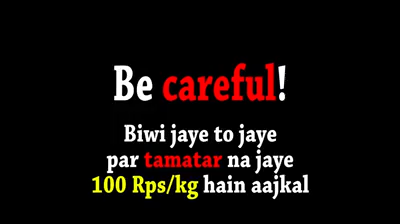 Be careful!
Biwi jaye to jaye
par tamatar na jaye
100 Rps/kg hain aajkal